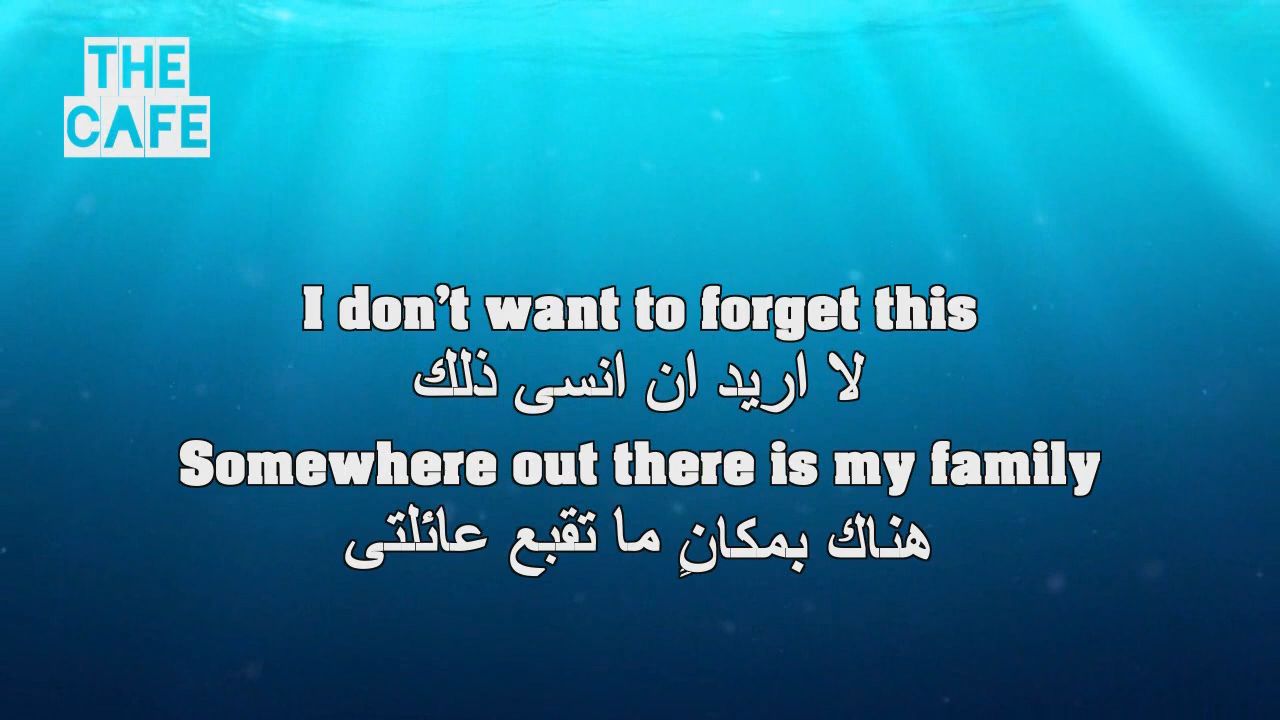 THE
CAFE
I don't want to forget this
لا اريد ان انسى ذلك
Somewhere out there is my family
هناك بمكانٍ ما تقبع عائلتى